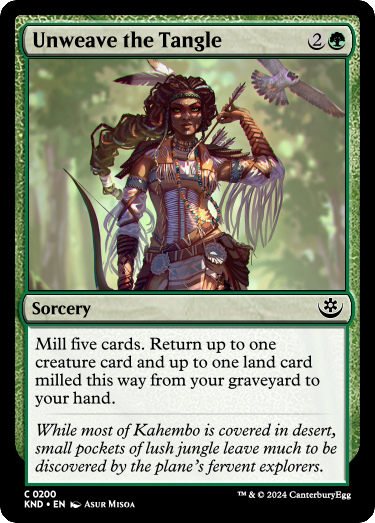 Unweave the Tangle 2
Sorcery
Mill five cards. Return up to one
creature card and up to one land card
milled this way from your graveyard to
your hand.
While most of Kahembo is covered in desert,
small pockets of lush jungle leave much to be
discovered by the plane's fervent explorers.
C 0200
KND • EN Asur Misoa
™ & © 2024 CanterburyEgg